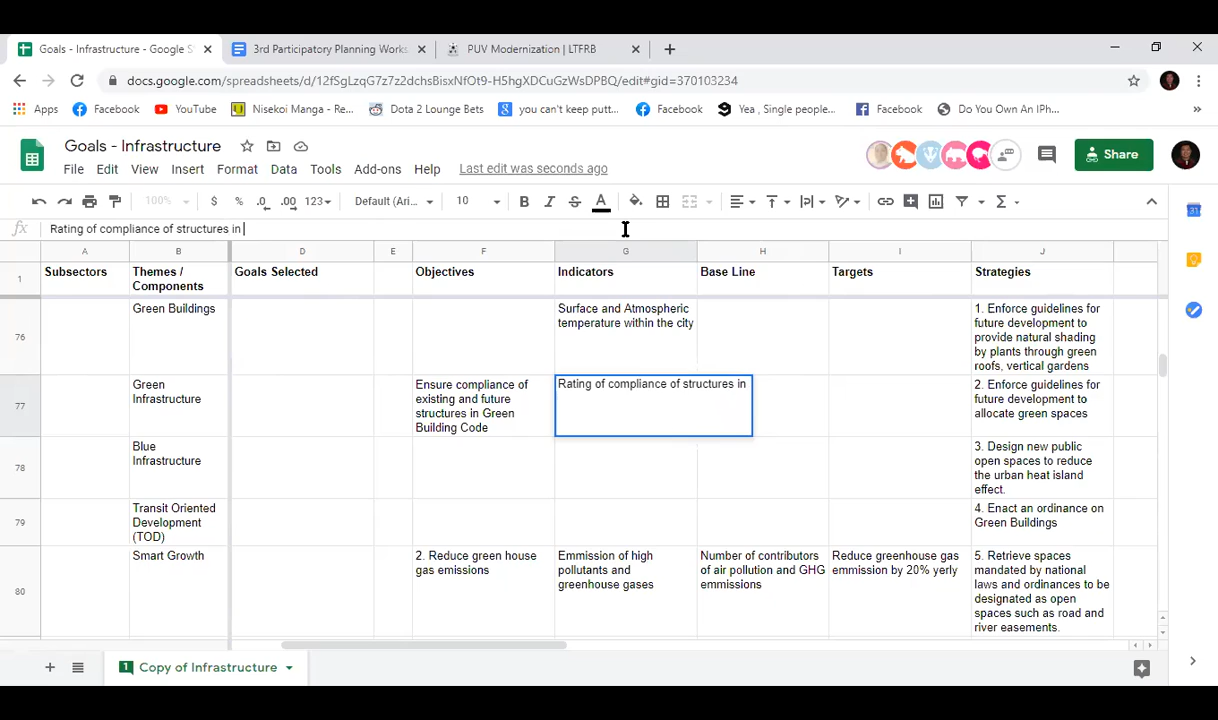 Goals - Infrastructure - Google S
3rd Participatory Planning Works
PUV Modernization | LTFRB
docs.google.com/spreadsheets/d/12fSgLzqG7z7z2dchsBisxNfOt9-H5hgXDCuGzWsDPBQ/edit#gid=370103234
Apps Facebook YouTube Nisekoi Manga - Re... Dota 2 Lounge Bets you can't keep putt... Facebook Yea , Single people... Facebook Do You Own An IPh...
Goals - Infrastructure
Share
File Edit View Insert Format Data Tools Add-ons Help Last edit was seconds ago
100% $ % .0 .00 123 Default (Ari... 10 B I S A
fx Rating of compliance of structures in
A B D E F G H I J
1 Subsectors Themes / Goals Selected Objectives Indicators Base Line Targets Strategies
Components
76
Green Buildings
Surface and Atmospheric
temperature within the city
1. Enforce guidelines for
future development to
provide natural shading
by plants through green
roofs, vertical gardens
77
Green
Infrastructure
Ensure compliance of
existing and future
structures in Green
Building Code
Rating of compliance of structures in
2. Enforce guidelines for
future development to
allocate green spaces
78
Blue
Infrastructure
3. Design new public
open spaces to reduce
the urban heat island
effect.
79
Transit Oriented
Development
(TOD)
4. Enact an ordinance on
Green Buildings
80
Smart Growth
2. Reduce green house
gas emissions
Emmission of high
pollutants and
greenhouse gases
Number of contributors
of air pollution and GHG
emmissions
Reduce greenhouse gas
emmission by 20% yerly
5. Retrieve spaces
mandated by national
laws and ordinances to be
designated as open
spaces such as road and
river easements.
1 Copy of Infrastructure
31